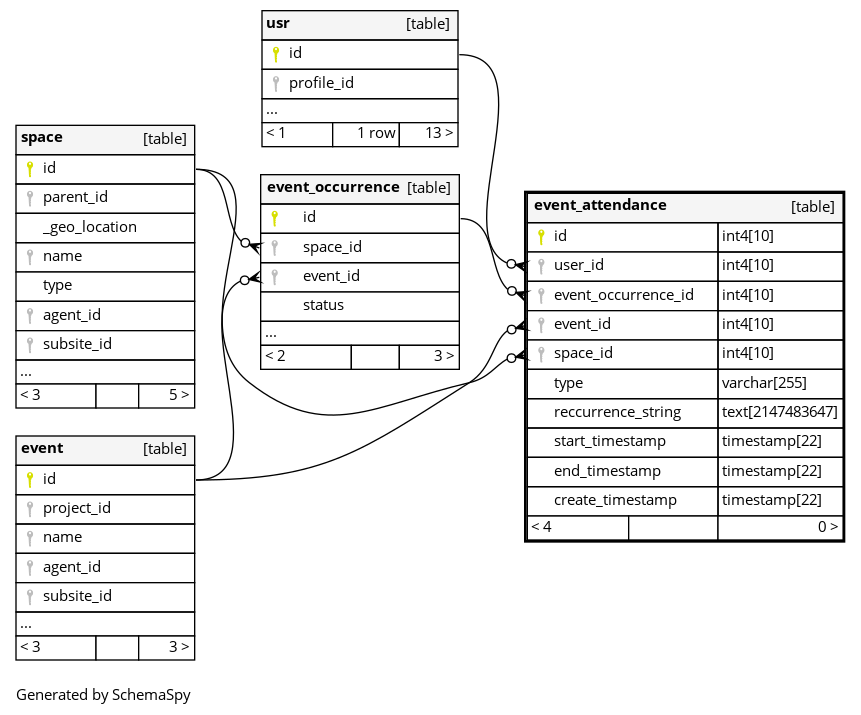 usr [table]
id
profile_id
...
< 1 1 row 13 >
space [table]
id
parent_id
_geo_location
name
type
agent_id
subsite_id
...
< 3 5 >
event_occurrence [table]
id
space_id
event_id
status
...
< 2 3 >
event_attendance [table]
id int4[10]
user_id int4[10]
event_occurrence_id int4[10]
event_id int4[10]
space_id int4[10]
type varchar[255]
reccurrence_string text[2147483647]
start_timestamp timestamp[22]
end_timestamp timestamp[22]
create_timestamp timestamp[22]
< 4 0 >
event [table]
id
project_id
name
agent_id
subsite_id
...
< 3 3 >
Generated by SchemaSpy